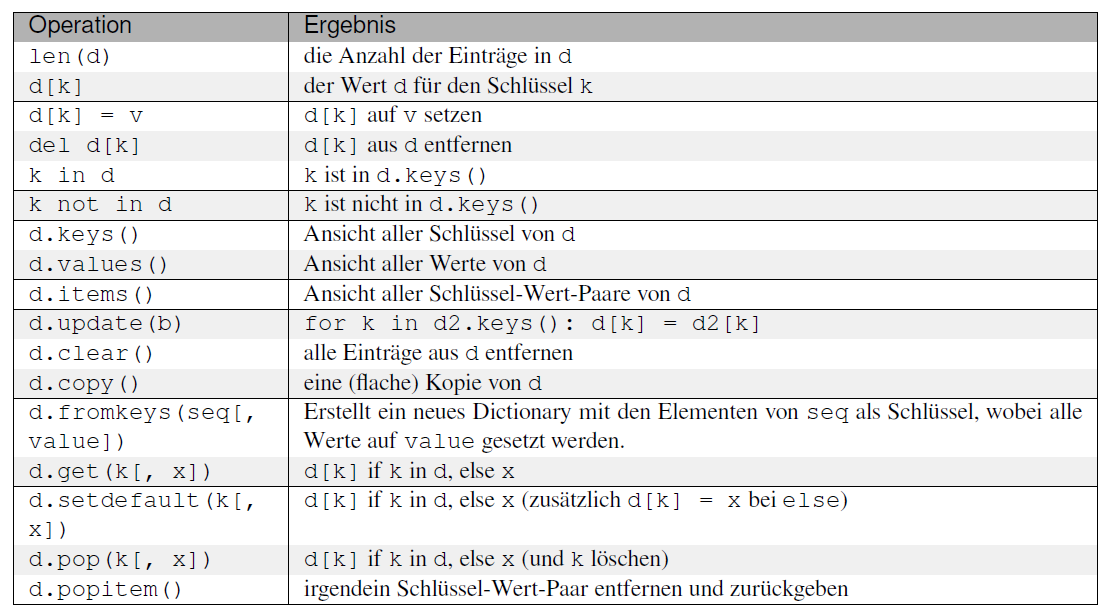 Operation Ergebnis
len(d) die Anzahl der Einträge in d
d[k] der Wert d für den Schlüssel k
d[k] = v d[k] auf v setzen
del d[k] d[k] aus d entfernen
k in d k ist in d.keys()
k not in d k ist nicht in d.keys()
d.keys() Ansicht aller Schlüssel von d
d.values() Ansicht aller Werte von d
d.items() Ansicht aller Schlüssel-Wert-Paare von d
d.update(b) for k in d2.keys(): d[k] = d2[k]
d.clear() alle Einträge aus d entfernen
d.copy() eine (flache) Kopie von d
d.fromkeys(seq[, Erstellt ein neues Dictionary mit den Elementen von seq als Schlüssel, wobei alle
value]) Werte auf value gesetzt werden.
d.get(k[, x]) d[k] if k in d, else x
d.setdefault(k[, d[k] if k in d, else x (zusätzlich d[k] = x bei else)
x])
d.pop(k[, x]) d[k] if k in d, else x (und k löschen)
d.popitem() irgendein Schlüssel-Wert-Paar entfernen und zurückgeben